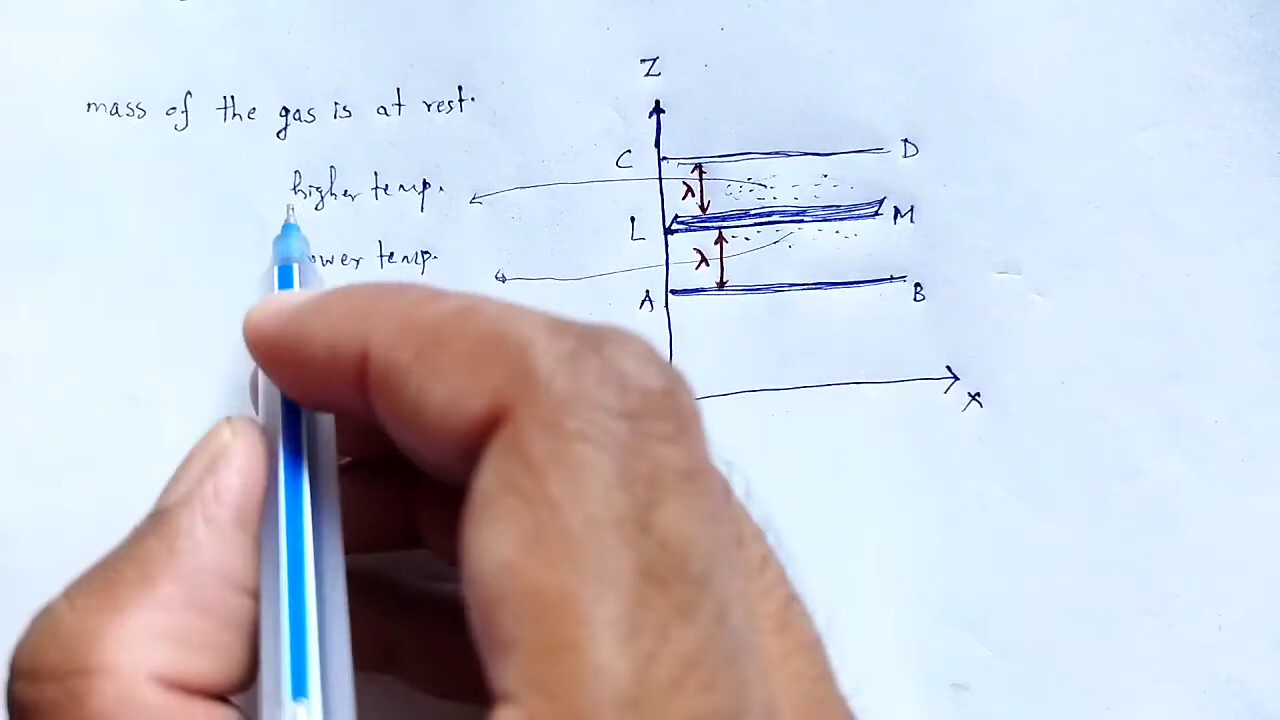 mass of the gas is at rest.
higher temp.
temp.
Z
C
D
λ
L
M
λ
A
B
X